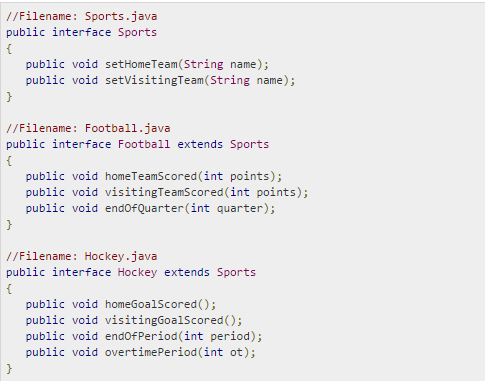 //Filename: Sports.java
public interface Sports
{
   public void setHomeTeam(String name);
   public void setVisitingTeam(String name);
}

//Filename: Football.java
public interface Football extends Sports
{
   public void homeTeamScored(int points);
   public void visitingTeamScored(int points);
   public void endOfQuarter(int quarter);
}

//Filename: Hockey.java
public interface Hockey extends Sports
{
   public void homeGoalScored();
   public void visitingGoalScored();
   public void endOfPeriod(int period);
   public void overtimePeriod(int ot);
}